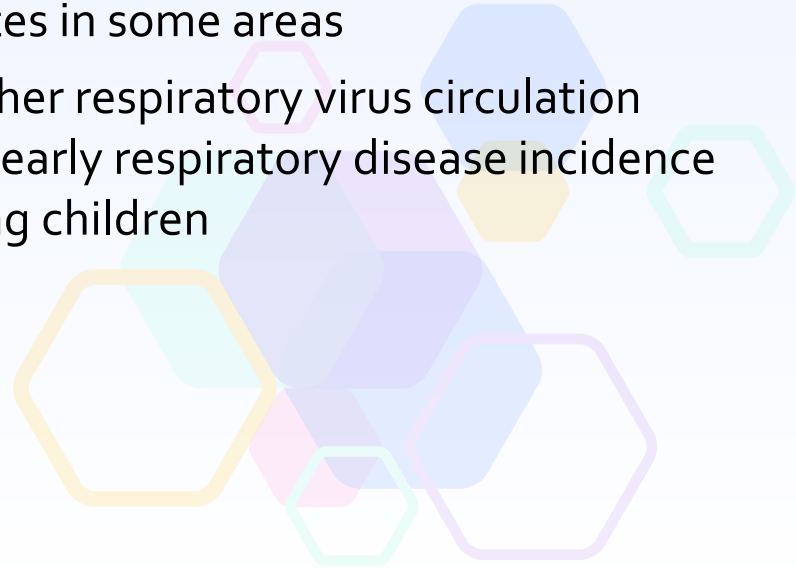 es in some areas
her respiratory virus circulation
early respiratory disease incidence
g children